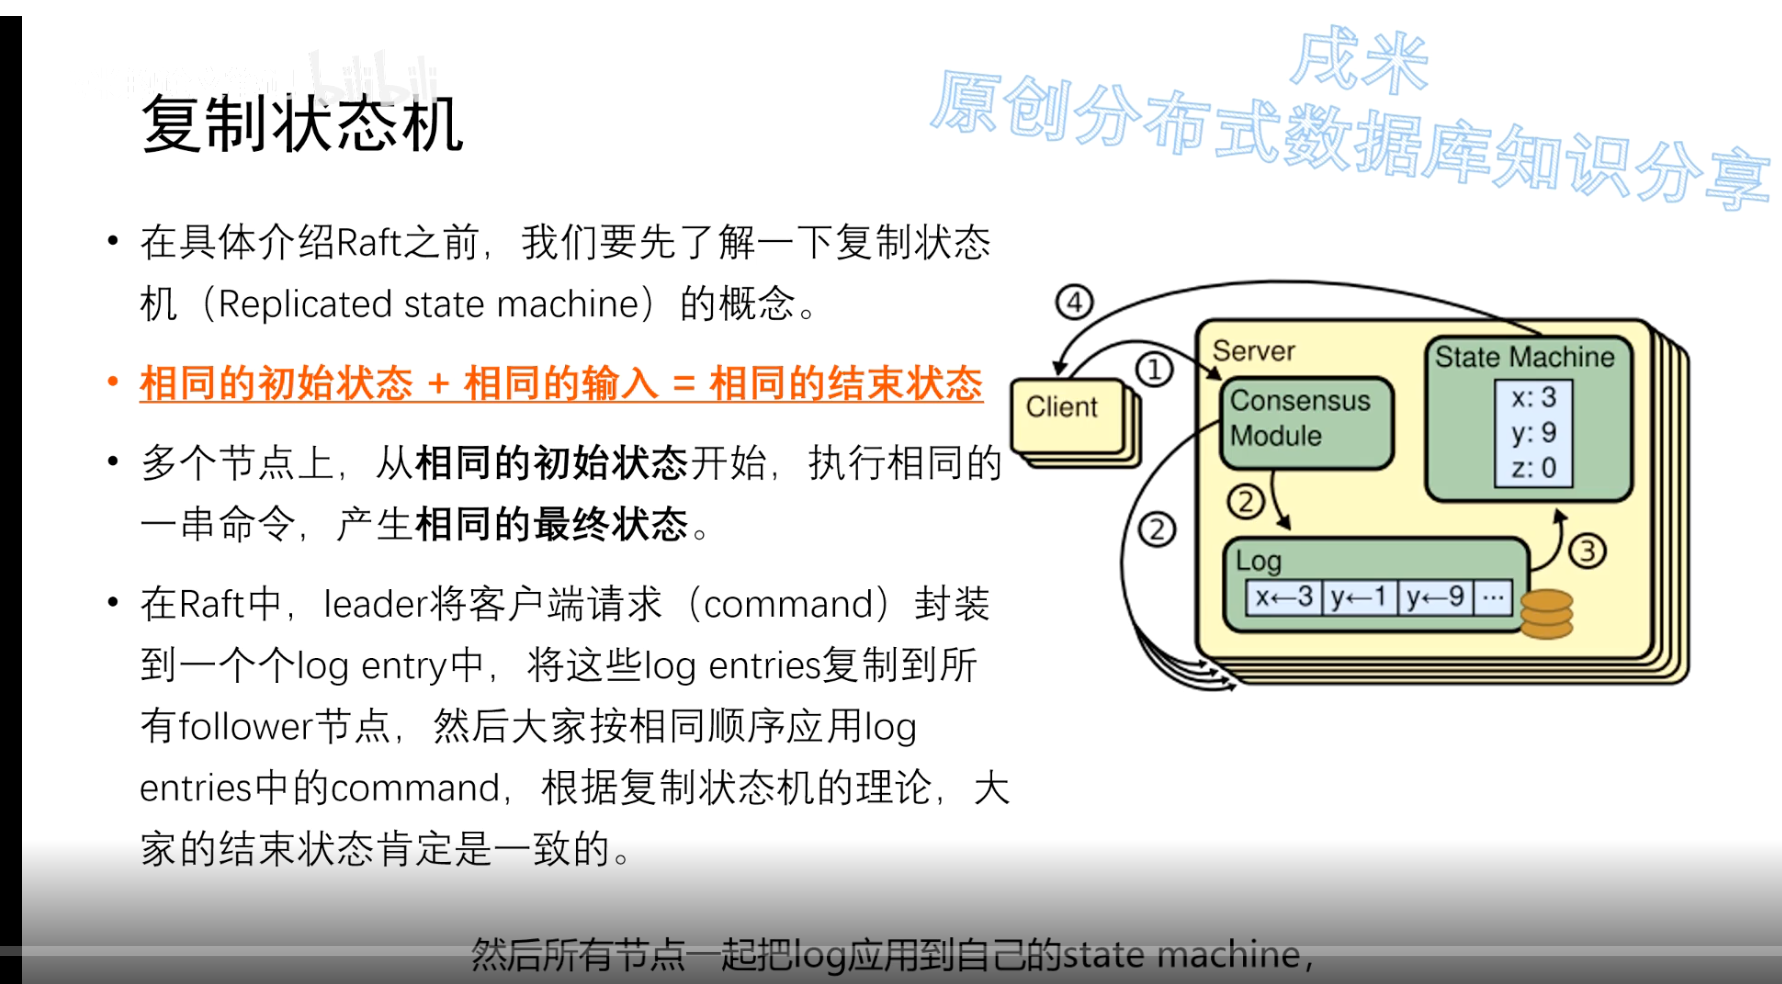 戌米
原创分布式数据库知识分享
bilibili
复制状态机
• 在具体介绍Raft之前，我们要先了解一下复制状态
机（Replicated state machine）的概念。
• 相同的初始状态 + 相同的输入 = 相同的结束状态
• 多个节点上，从相同的初始状态开始，执行相同的
一串命令，产生相同的最终状态。
• 在Raft中，leader将客户端请求（command）封装
到一个个log entry中，将这些log entries复制到所
有follower节点，然后大家按相同顺序应用log
entries中的command，根据复制状态机的理论，大
家的结束状态肯定是一致的。
④
①
Server
State Machine
Client
Consensus
Module
x: 3
y: 9
z: 0
②
②
③
Log
x←3 y←1 y←9 ···
然后所有节点一起把log应用到自己的state machine,